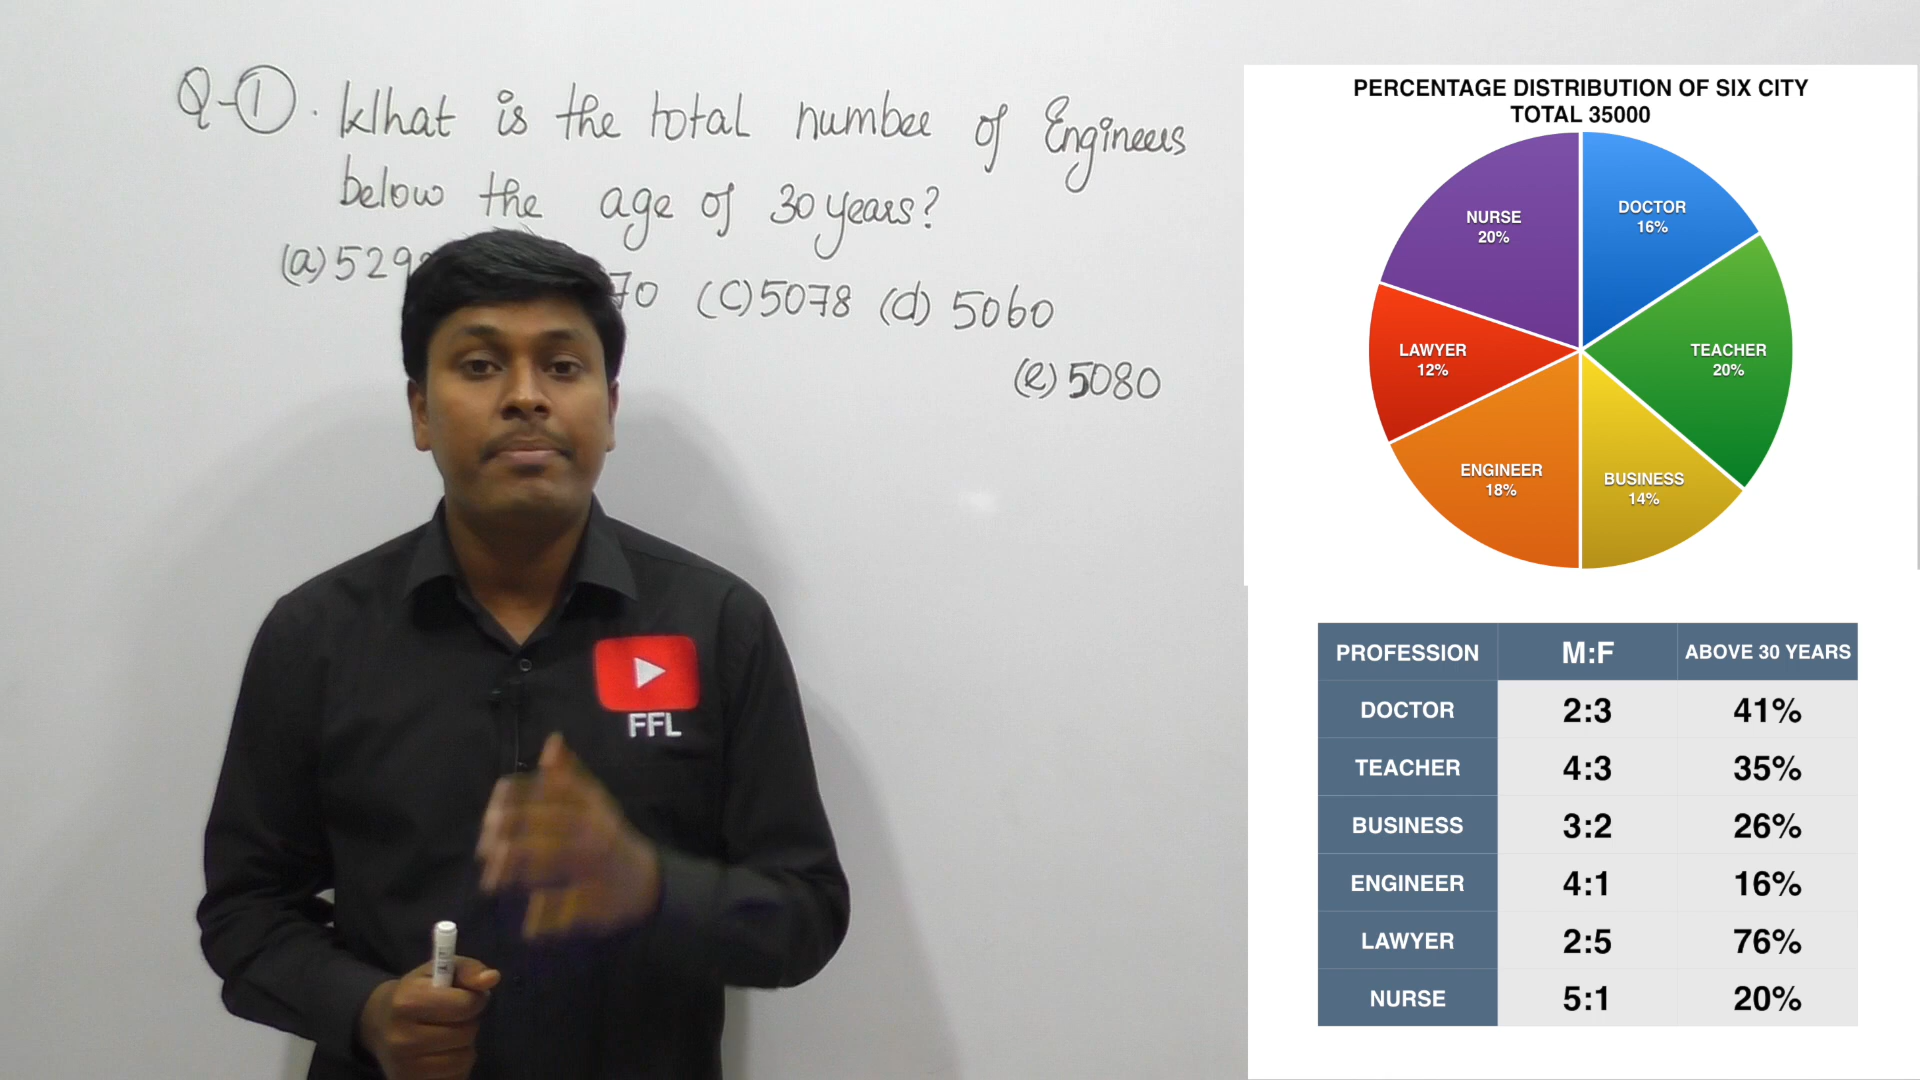 Q-1. What is the total number of Engineers
below the age of 30 years?
(a) 529 70 (c) 5078 (d) 5060
(e) 5080
PERCENTAGE DISTRIBUTION OF SIX CITY
TOTAL 35000
NURSE
20%
DOCTOR
16%
LAWYER
12%
TEACHER
20%
ENGINEER
18%
BUSINESS
14%
PROFESSION M:F ABOVE 30 YEARS
DOCTOR 2:3 41%
TEACHER 4:3 35%
BUSINESS 3:2 26%
ENGINEER 4:1 16%
LAWYER 2:5 76%
NURSE 5:1 20%
FFL